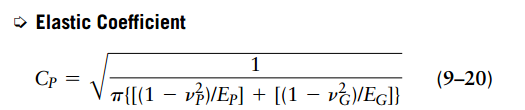 ➪ Elastic Coefficient
C_P = √(1 / π{[(1 − ν_P²)/E_P] + [(1 − ν_G²)/E_G]}) (9–20)